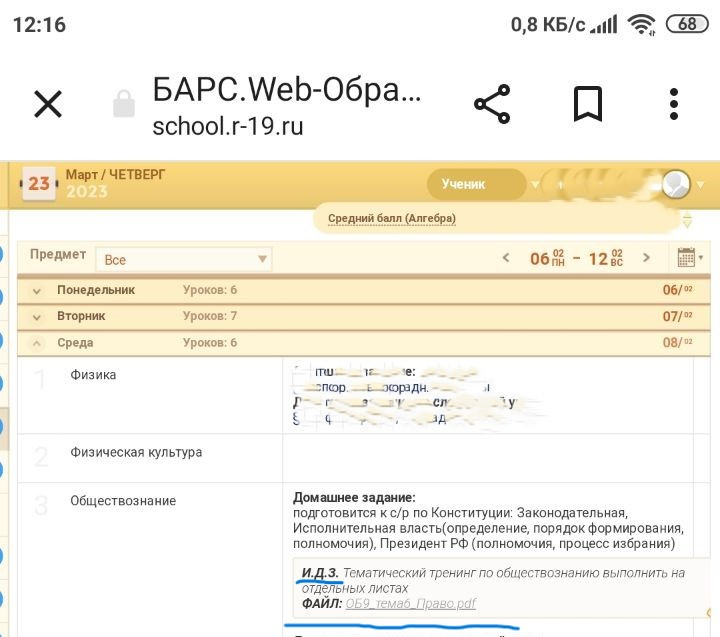 12:16 0,8 КБ/с 68
БАРС.Web-Обра...
school.r-19.ru
23 Март / ЧЕТВЕРГ
2023
Ученик
Средний балл (Алгебра)
Предмет Все 06 02 ПН - 12 02 ВС
Понедельник Уроков: 6 06/02
Вторник Уроков: 7 07/02
Среда Уроков: 6 08/02
1 Физика
2 Физическая культура
3 Обществознание
Домашнее задание:
подготовится к с/р по Конституции: Законодательная,
Исполнительная власть(определение, порядок формирования,
полномочия), Президент РФ (полномочия, процесс избрания)
И.Д.З. Тематический тренинг по обществознанию выполнить на
отдельных листах
ФАЙЛ: ОБ9_тема6_Право.pdf